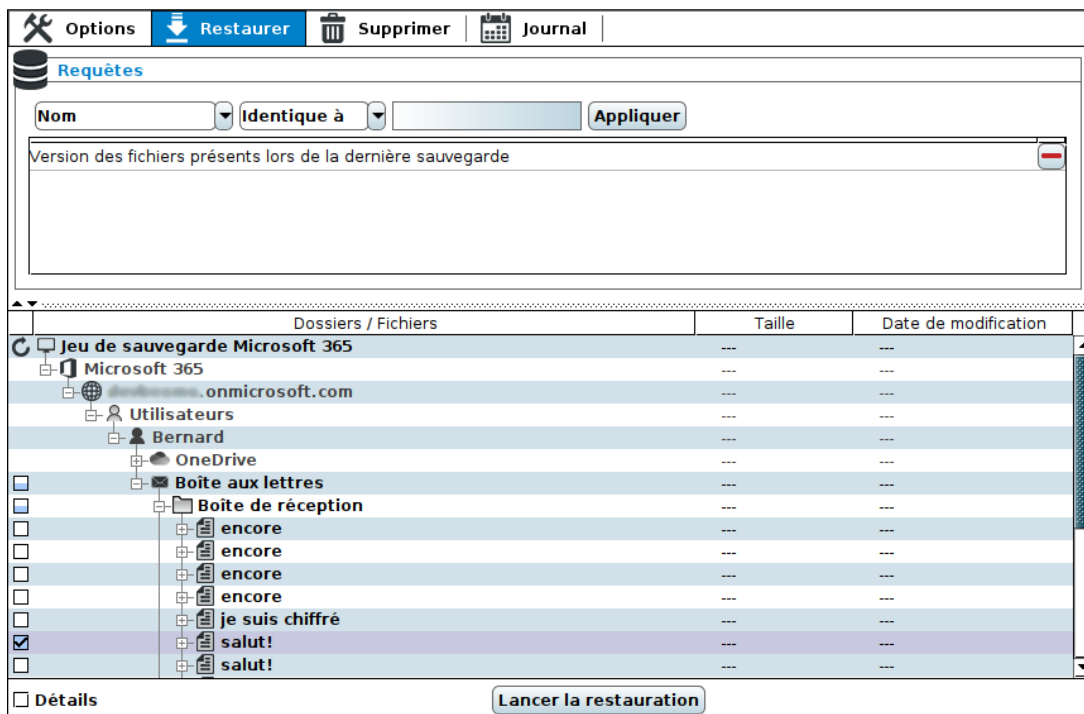 Options Restaurer Supprimer Journal
Requêtes
Nom Identique à Appliquer
Version des fichiers présents lors de la dernière sauvegarde
Dossiers / Fichiers Taille Date de modification
Jeu de sauvegarde Microsoft 365 --- ---
Microsoft 365 --- ---
.onmicrosoft.com --- ---
Utilisateurs --- ---
Bernard --- ---
OneDrive --- ---
Boîte aux lettres --- ---
Boîte de réception --- ---
encore --- ---
encore --- ---
encore --- ---
encore --- ---
je suis chiffré --- ---
salut! --- ---
salut! --- ---
Détails Lancer la restauration